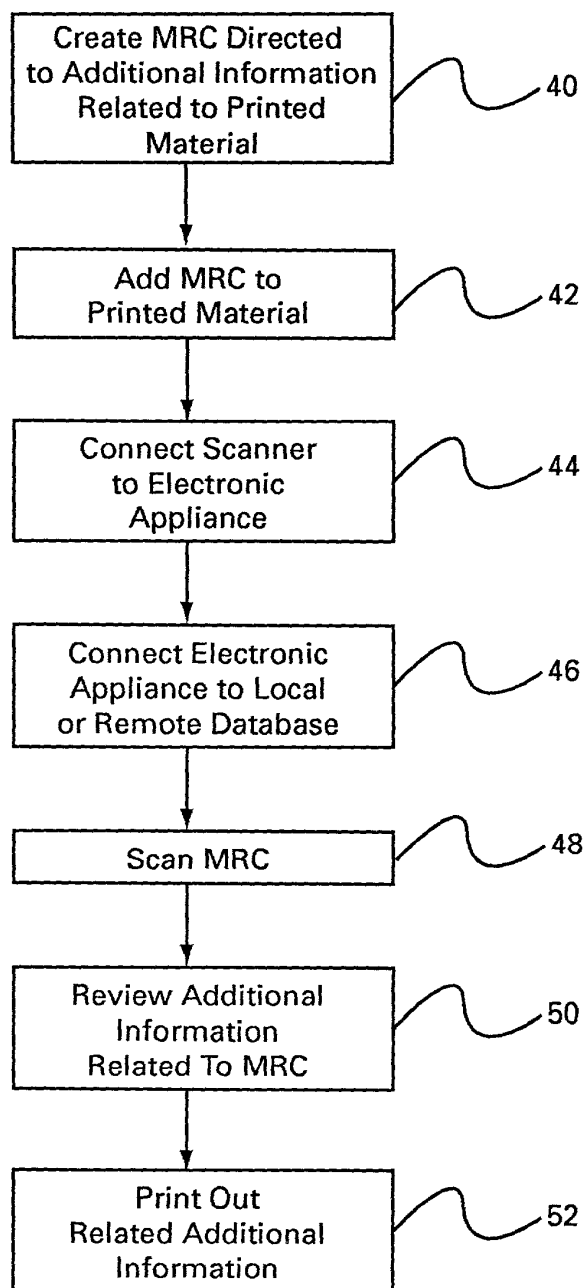 Create MRC Directed
to Additional Information
Related to Printed
Material
40
Add MRC to
Printed Material
42
Connect Scanner
to Electronic
Appliance
44
Connect Electronic
Appliance to Local
or Remote Database
46
Scan MRC
48
Review Additional
Information
Related To MRC
50
Print Out
Related Additional
Information
52